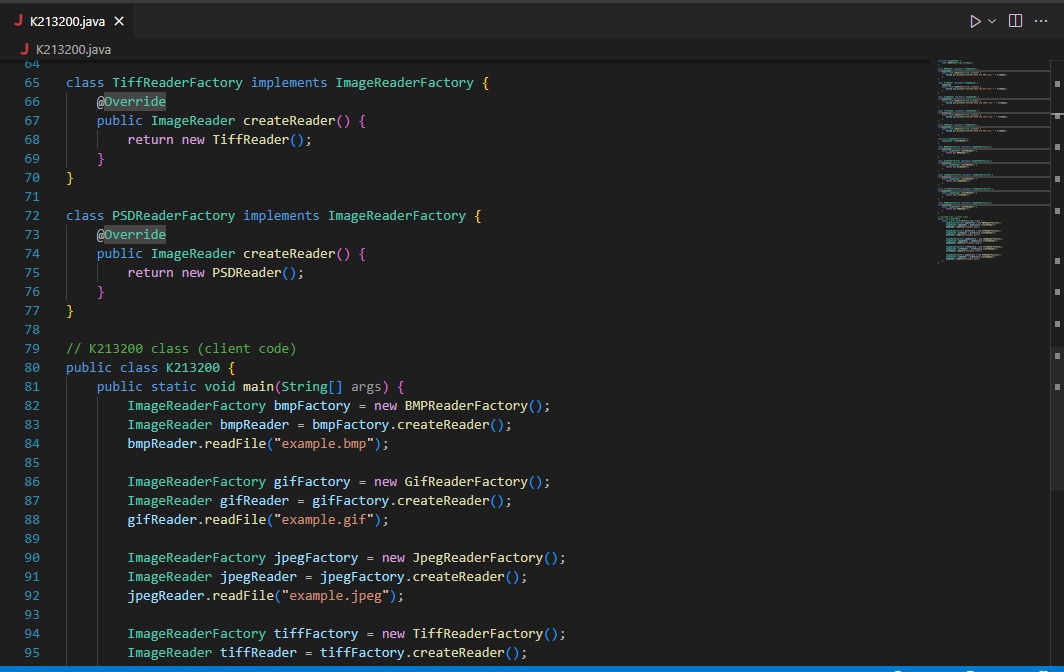 K213200.java
K213200.java
64
65 class TiffReaderFactory implements ImageReaderFactory {
66     @Override
67     public ImageReader createReader() {
68         return new TiffReader();
69     }
70 }
71
72 class PSDReaderFactory implements ImageReaderFactory {
73     @Override
74     public ImageReader createReader() {
75         return new PSDReader();
76     }
77 }
78
79 // K213200 class (client code)
80 public class K213200 {
81     public static void main(String[] args) {
82         ImageReaderFactory bmpFactory = new BMPReaderFactory();
83         ImageReader bmpReader = bmpFactory.createReader();
84         bmpReader.readFile("example.bmp");
85
86         ImageReaderFactory gifFactory = new GifReaderFactory();
87         ImageReader gifReader = gifFactory.createReader();
88         gifReader.readFile("example.gif");
89
90         ImageReaderFactory jpegFactory = new JpegReaderFactory();
91         ImageReader jpegReader = jpegFactory.createReader();
92         jpegReader.readFile("example.jpeg");
93
94         ImageReaderFactory tiffFactory = new TiffReaderFactory();
95         ImageReader tiffReader = tiffFactory.createReader();